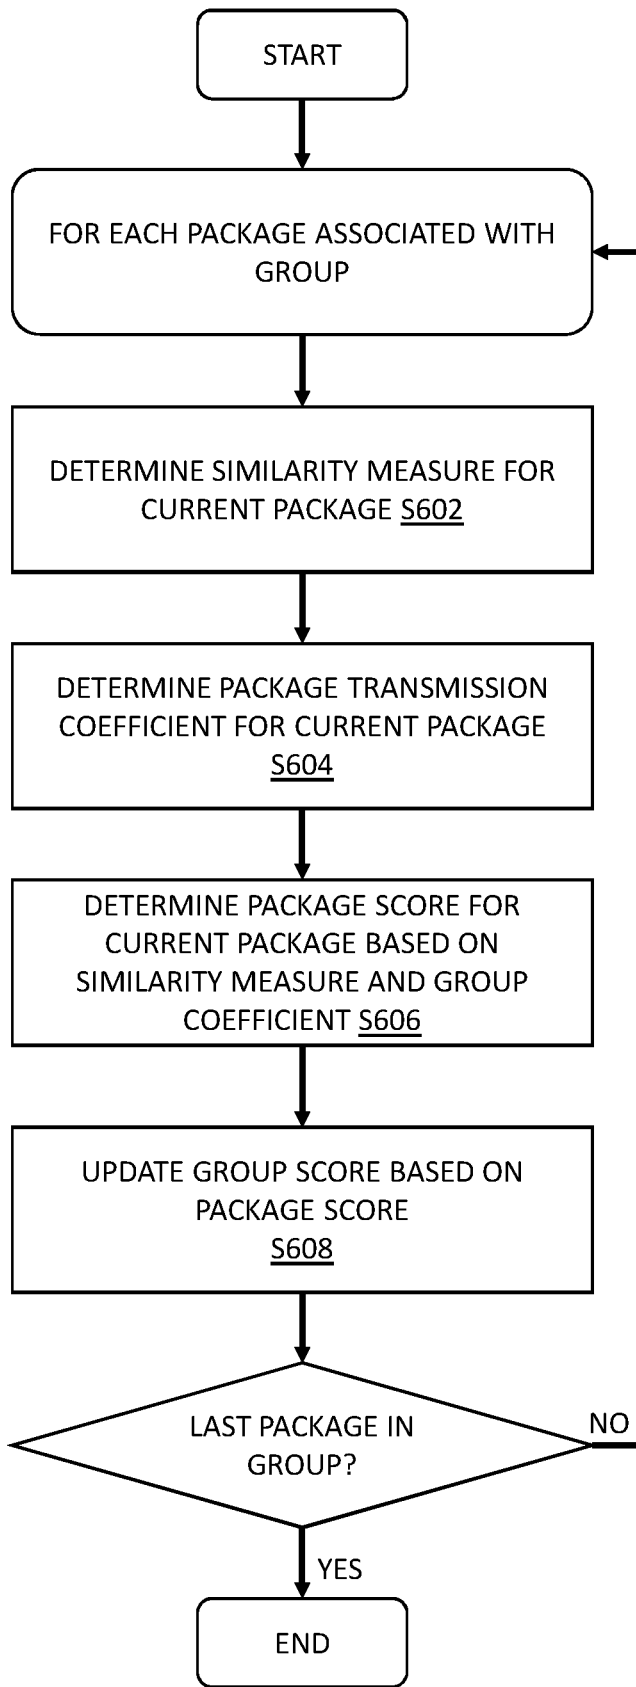 START
FOR EACH PACKAGE ASSOCIATED WITH
GROUP
DETERMINE SIMILARITY MEASURE FOR
CURRENT PACKAGE S602
DETERMINE PACKAGE TRANSMISSION
COEFFICIENT FOR CURRENT PACKAGE
S604
DETERMINE PACKAGE SCORE FOR
CURRENT PACKAGE BASED ON
SIMILARITY MEASURE AND GROUP
COEFFICIENT S606
UPDATE GROUP SCORE BASED ON
PACKAGE SCORE
S608
LAST PACKAGE IN
GROUP?
NO
YES
END